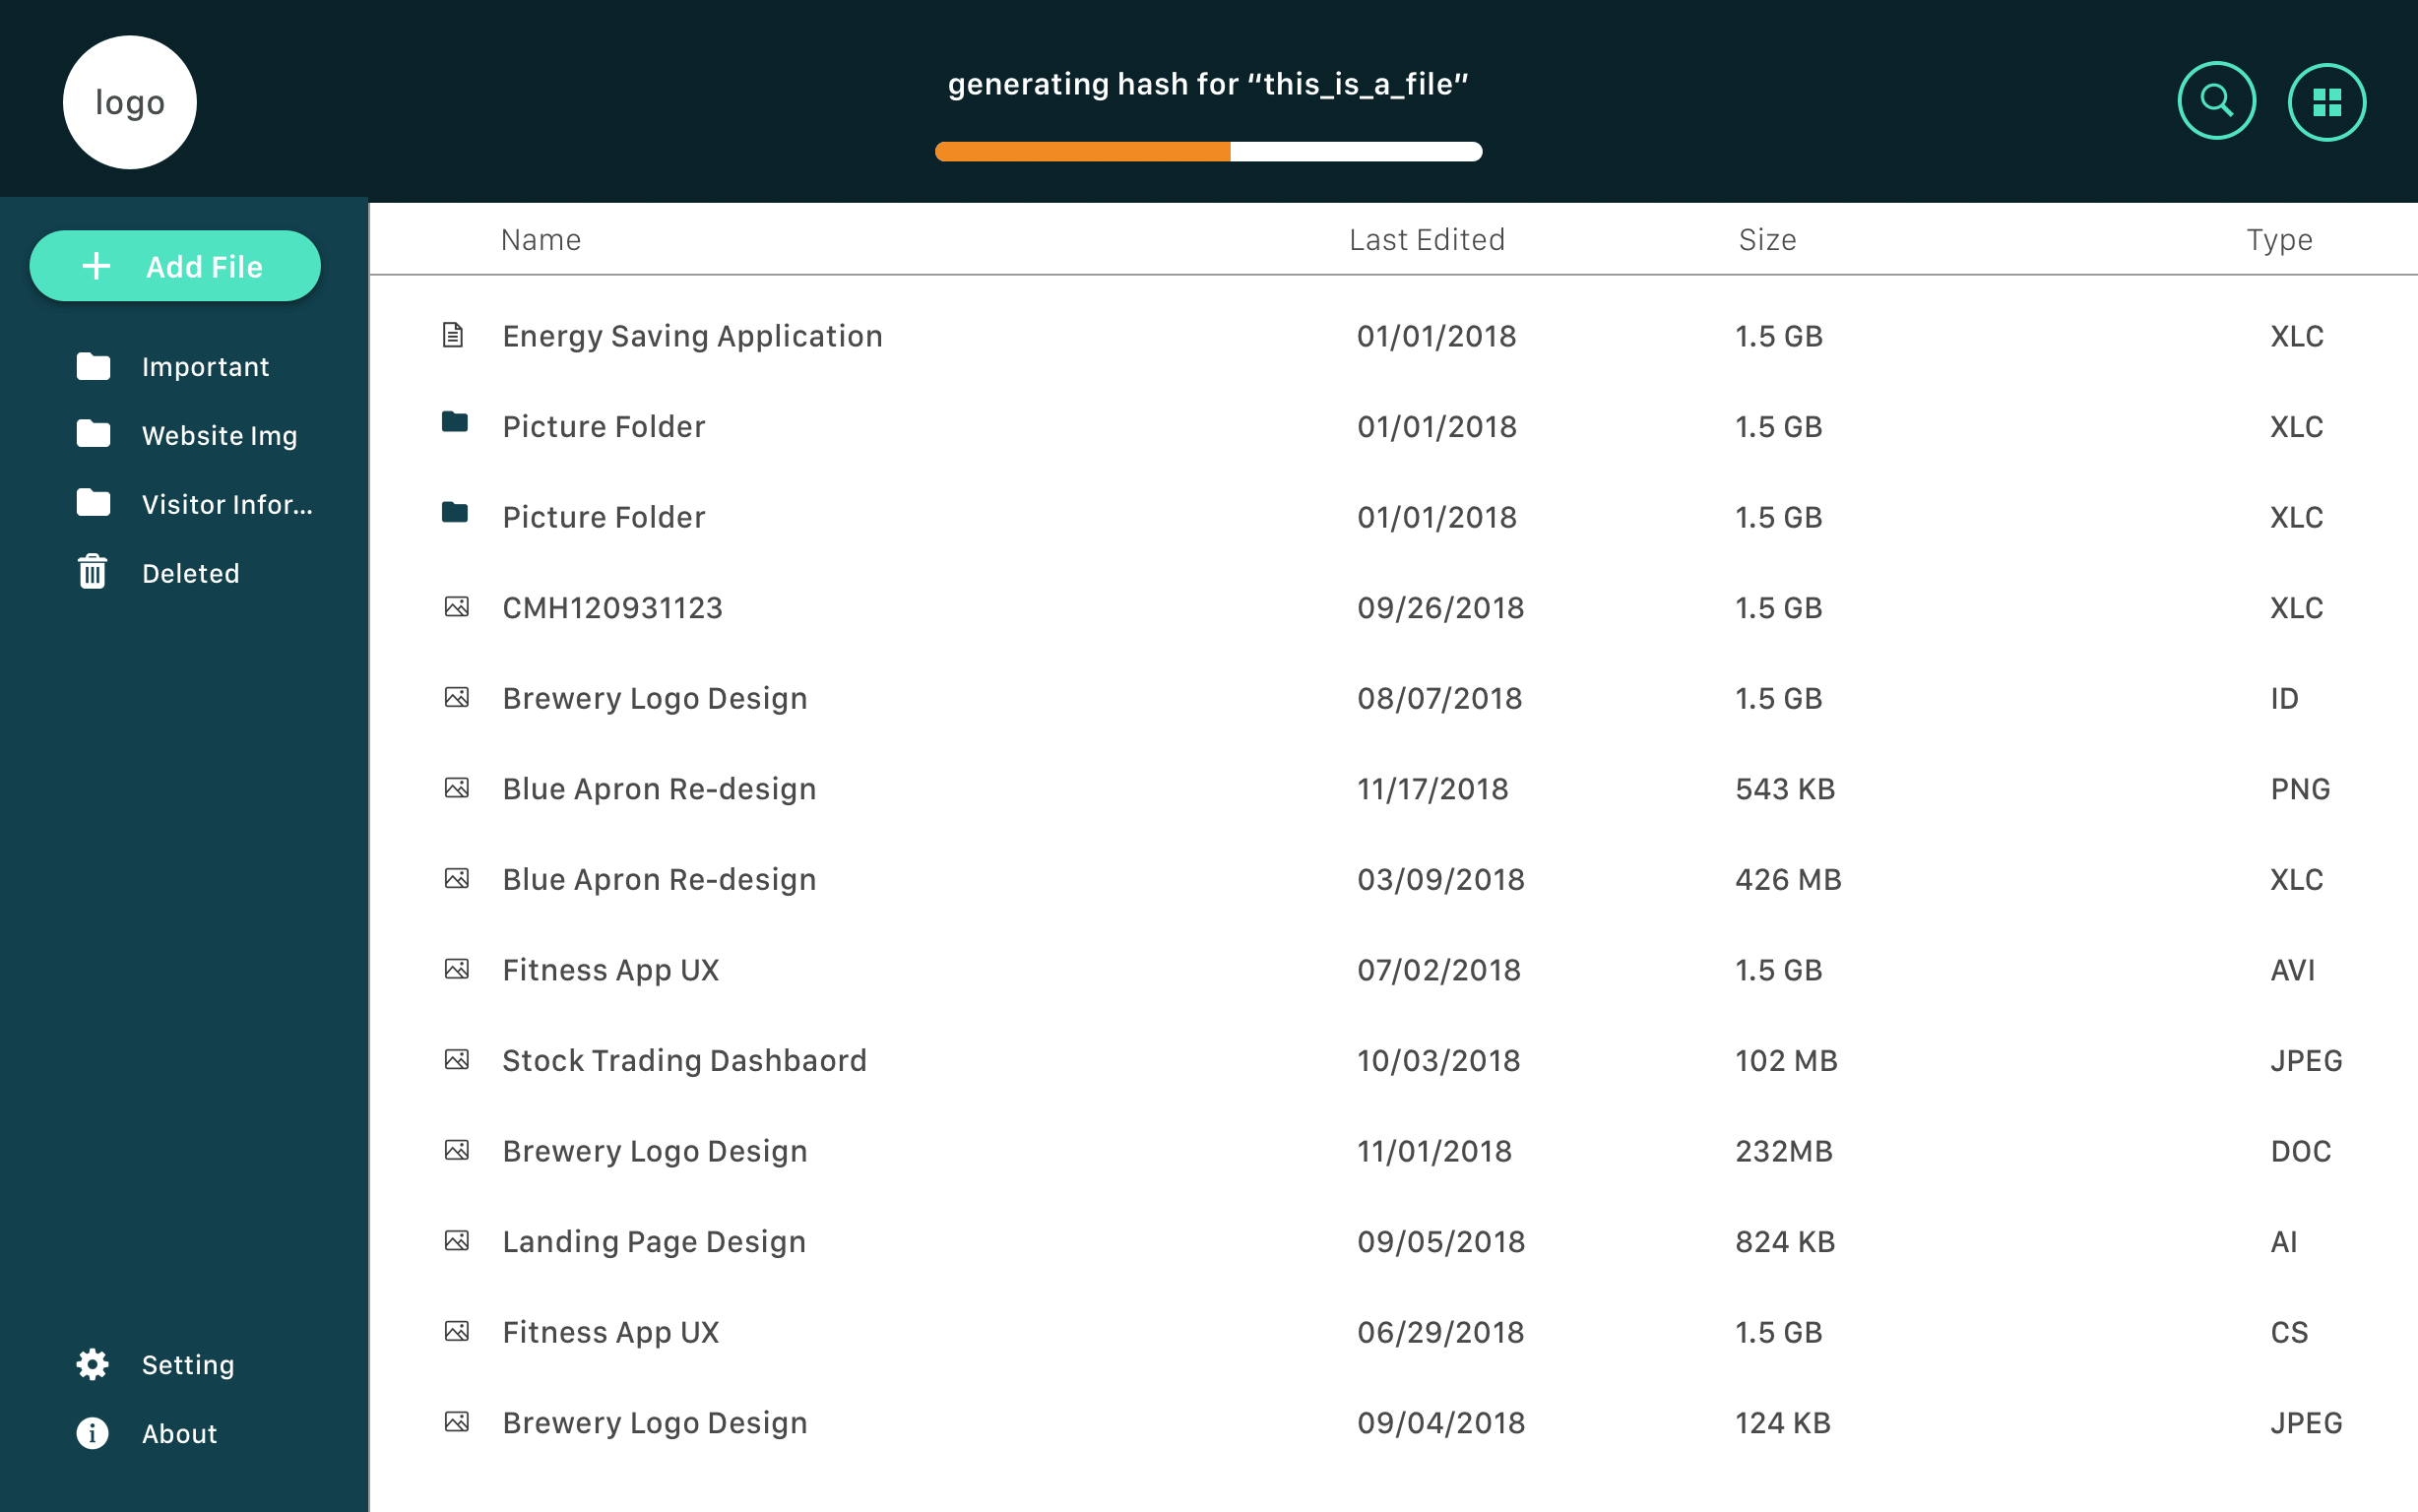 logo
generating hash for “this_is_a_file”
Add File
Important
Website Img
Visitor Infor...
Deleted
Setting
About
Name Last Edited Size Type
Energy Saving Application 01/01/2018 1.5 GB XLC
Picture Folder 01/01/2018 1.5 GB XLC
Picture Folder 01/01/2018 1.5 GB XLC
CMH120931123 09/26/2018 1.5 GB XLC
Brewery Logo Design 08/07/2018 1.5 GB ID
Blue Apron Re-design 11/17/2018 543 KB PNG
Blue Apron Re-design 03/09/2018 426 MB XLC
Fitness App UX 07/02/2018 1.5 GB AVI
Stock Trading Dashbaord 10/03/2018 102 MB JPEG
Brewery Logo Design 11/01/2018 232MB DOC
Landing Page Design 09/05/2018 824 KB AI
Fitness App UX 06/29/2018 1.5 GB CS
Brewery Logo Design 09/04/2018 124 KB JPEG